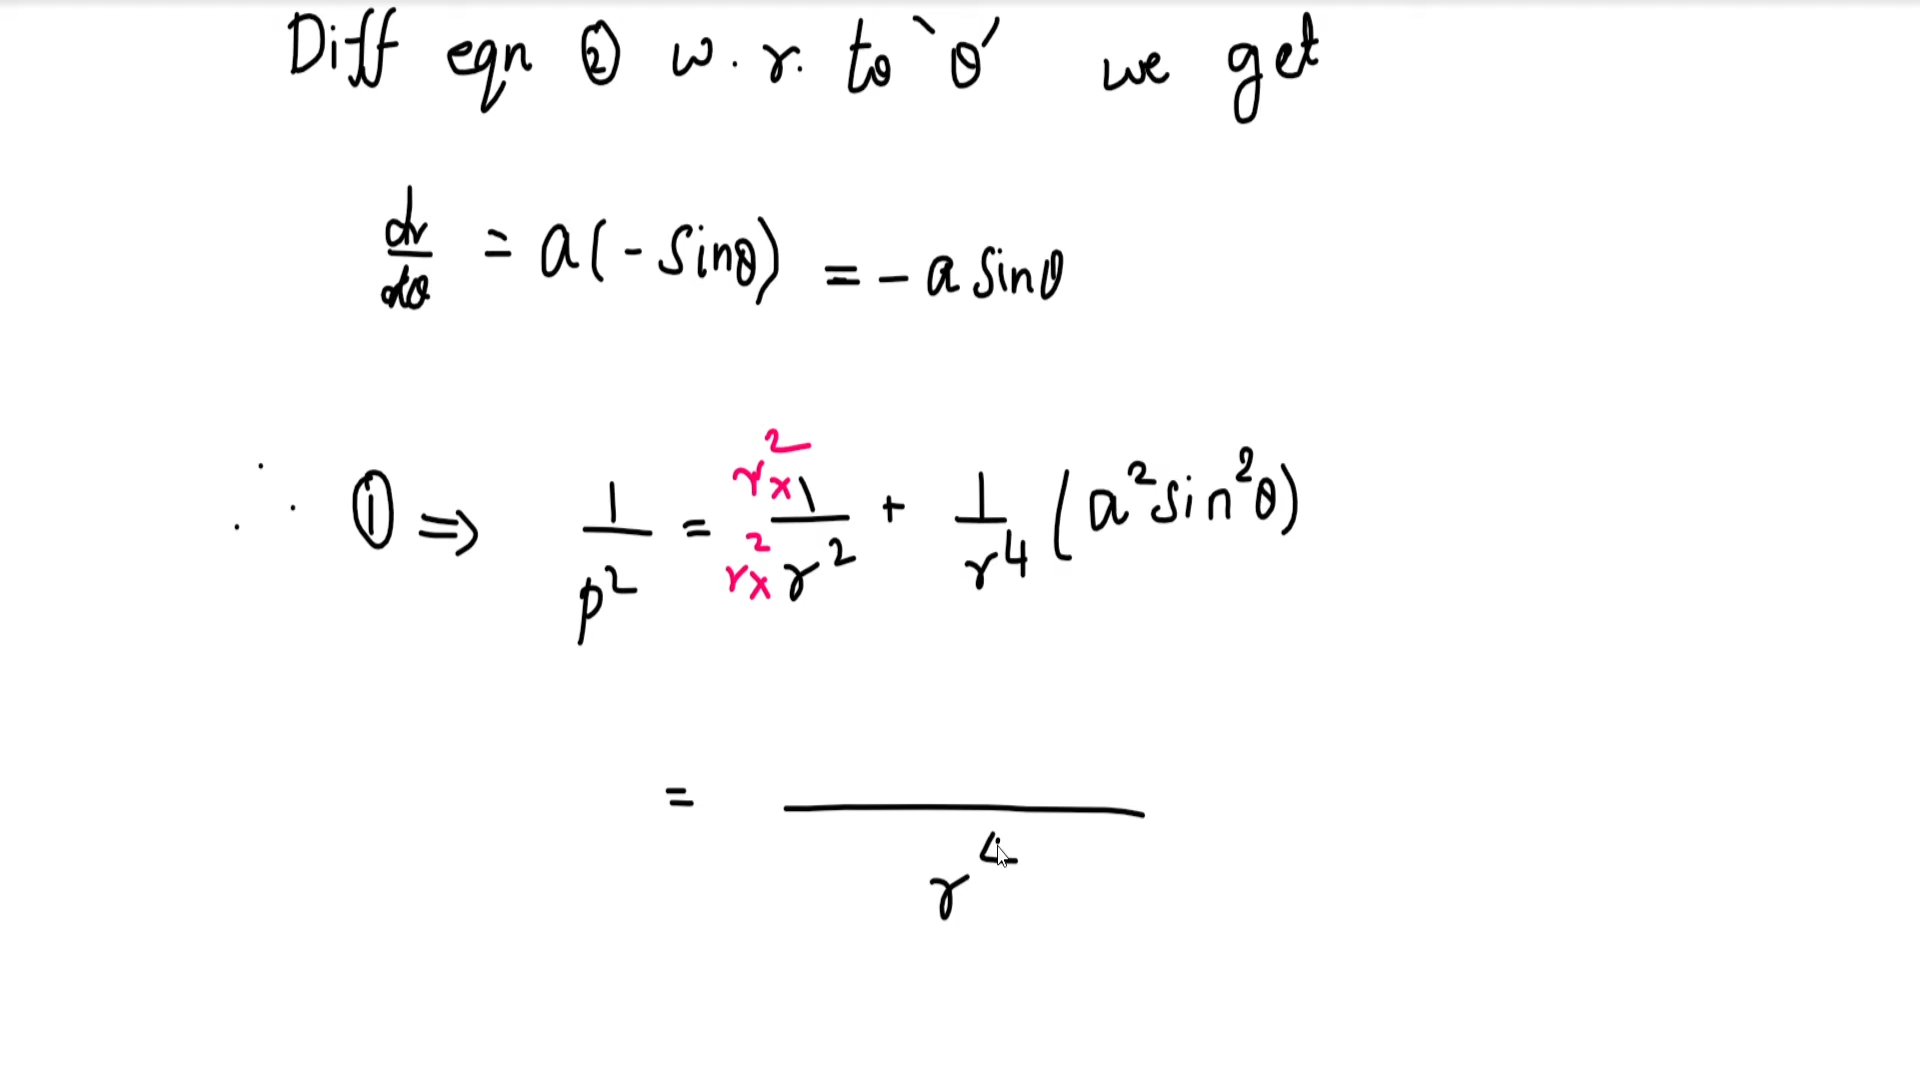 Diff eqn ② w.r. to `θ' we get
dr/dθ = a(- sinθ) = - a sinθ
∴ ① ⇒ 1/p² = r²×1/r²×r² + 1/r⁴ (a²sin²θ)
= /r⁴